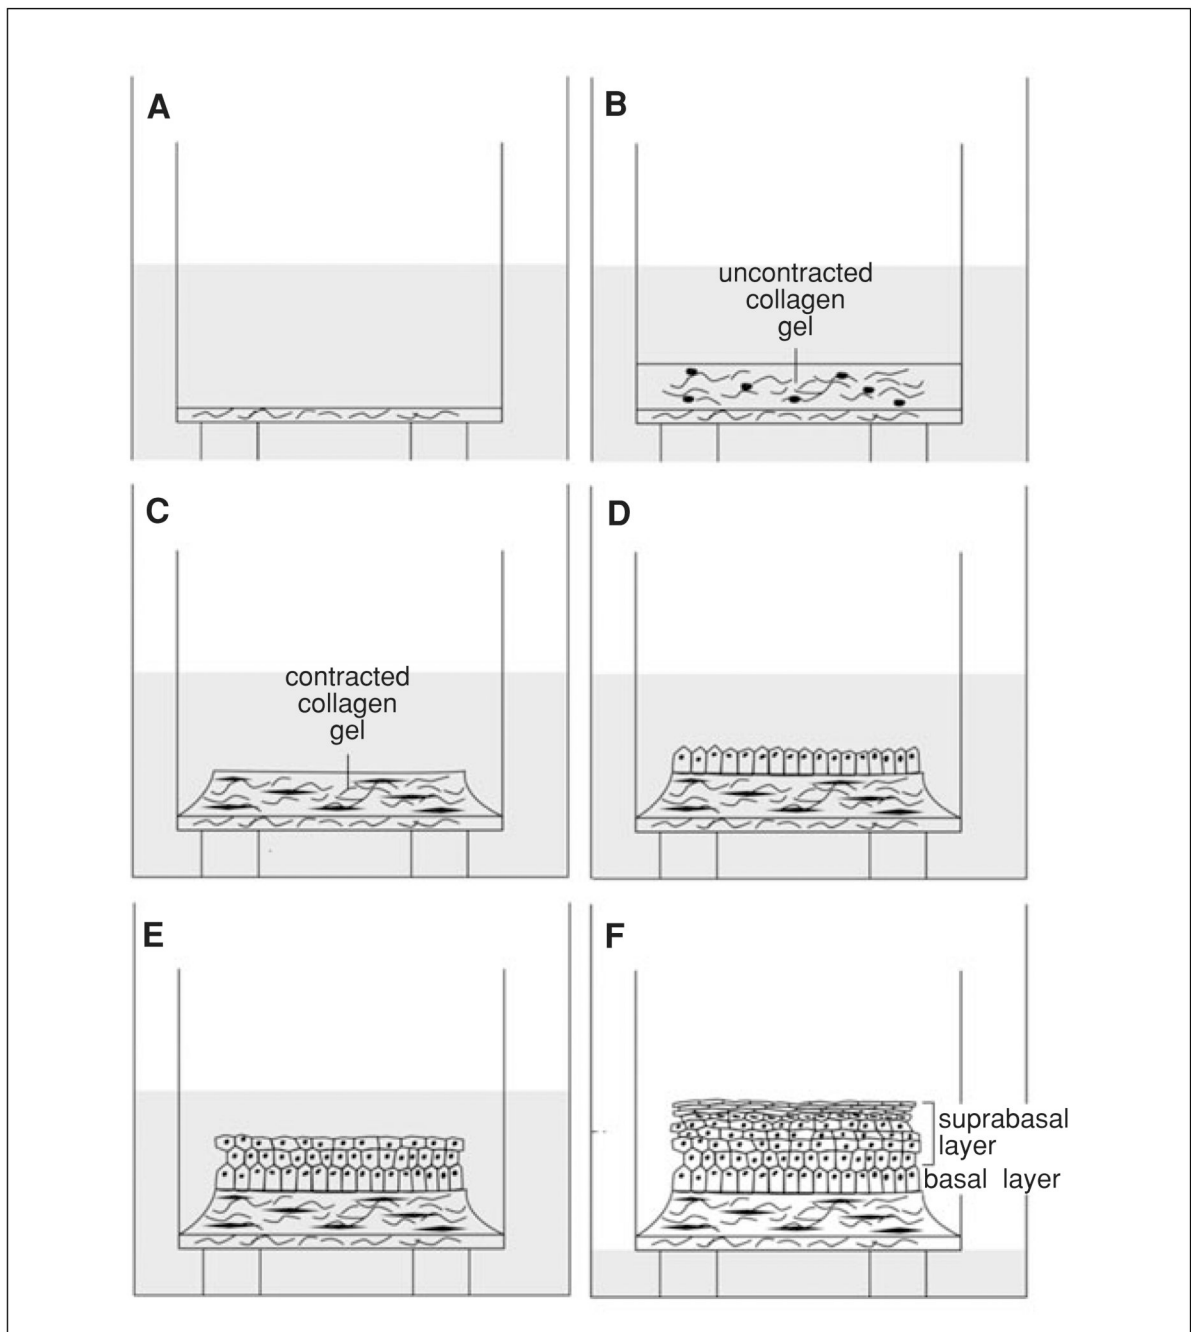 A
B
uncontracted
collagen
gel
C
D
contracted
collagen
gel
E
F
suprabasal
layer
basal layer